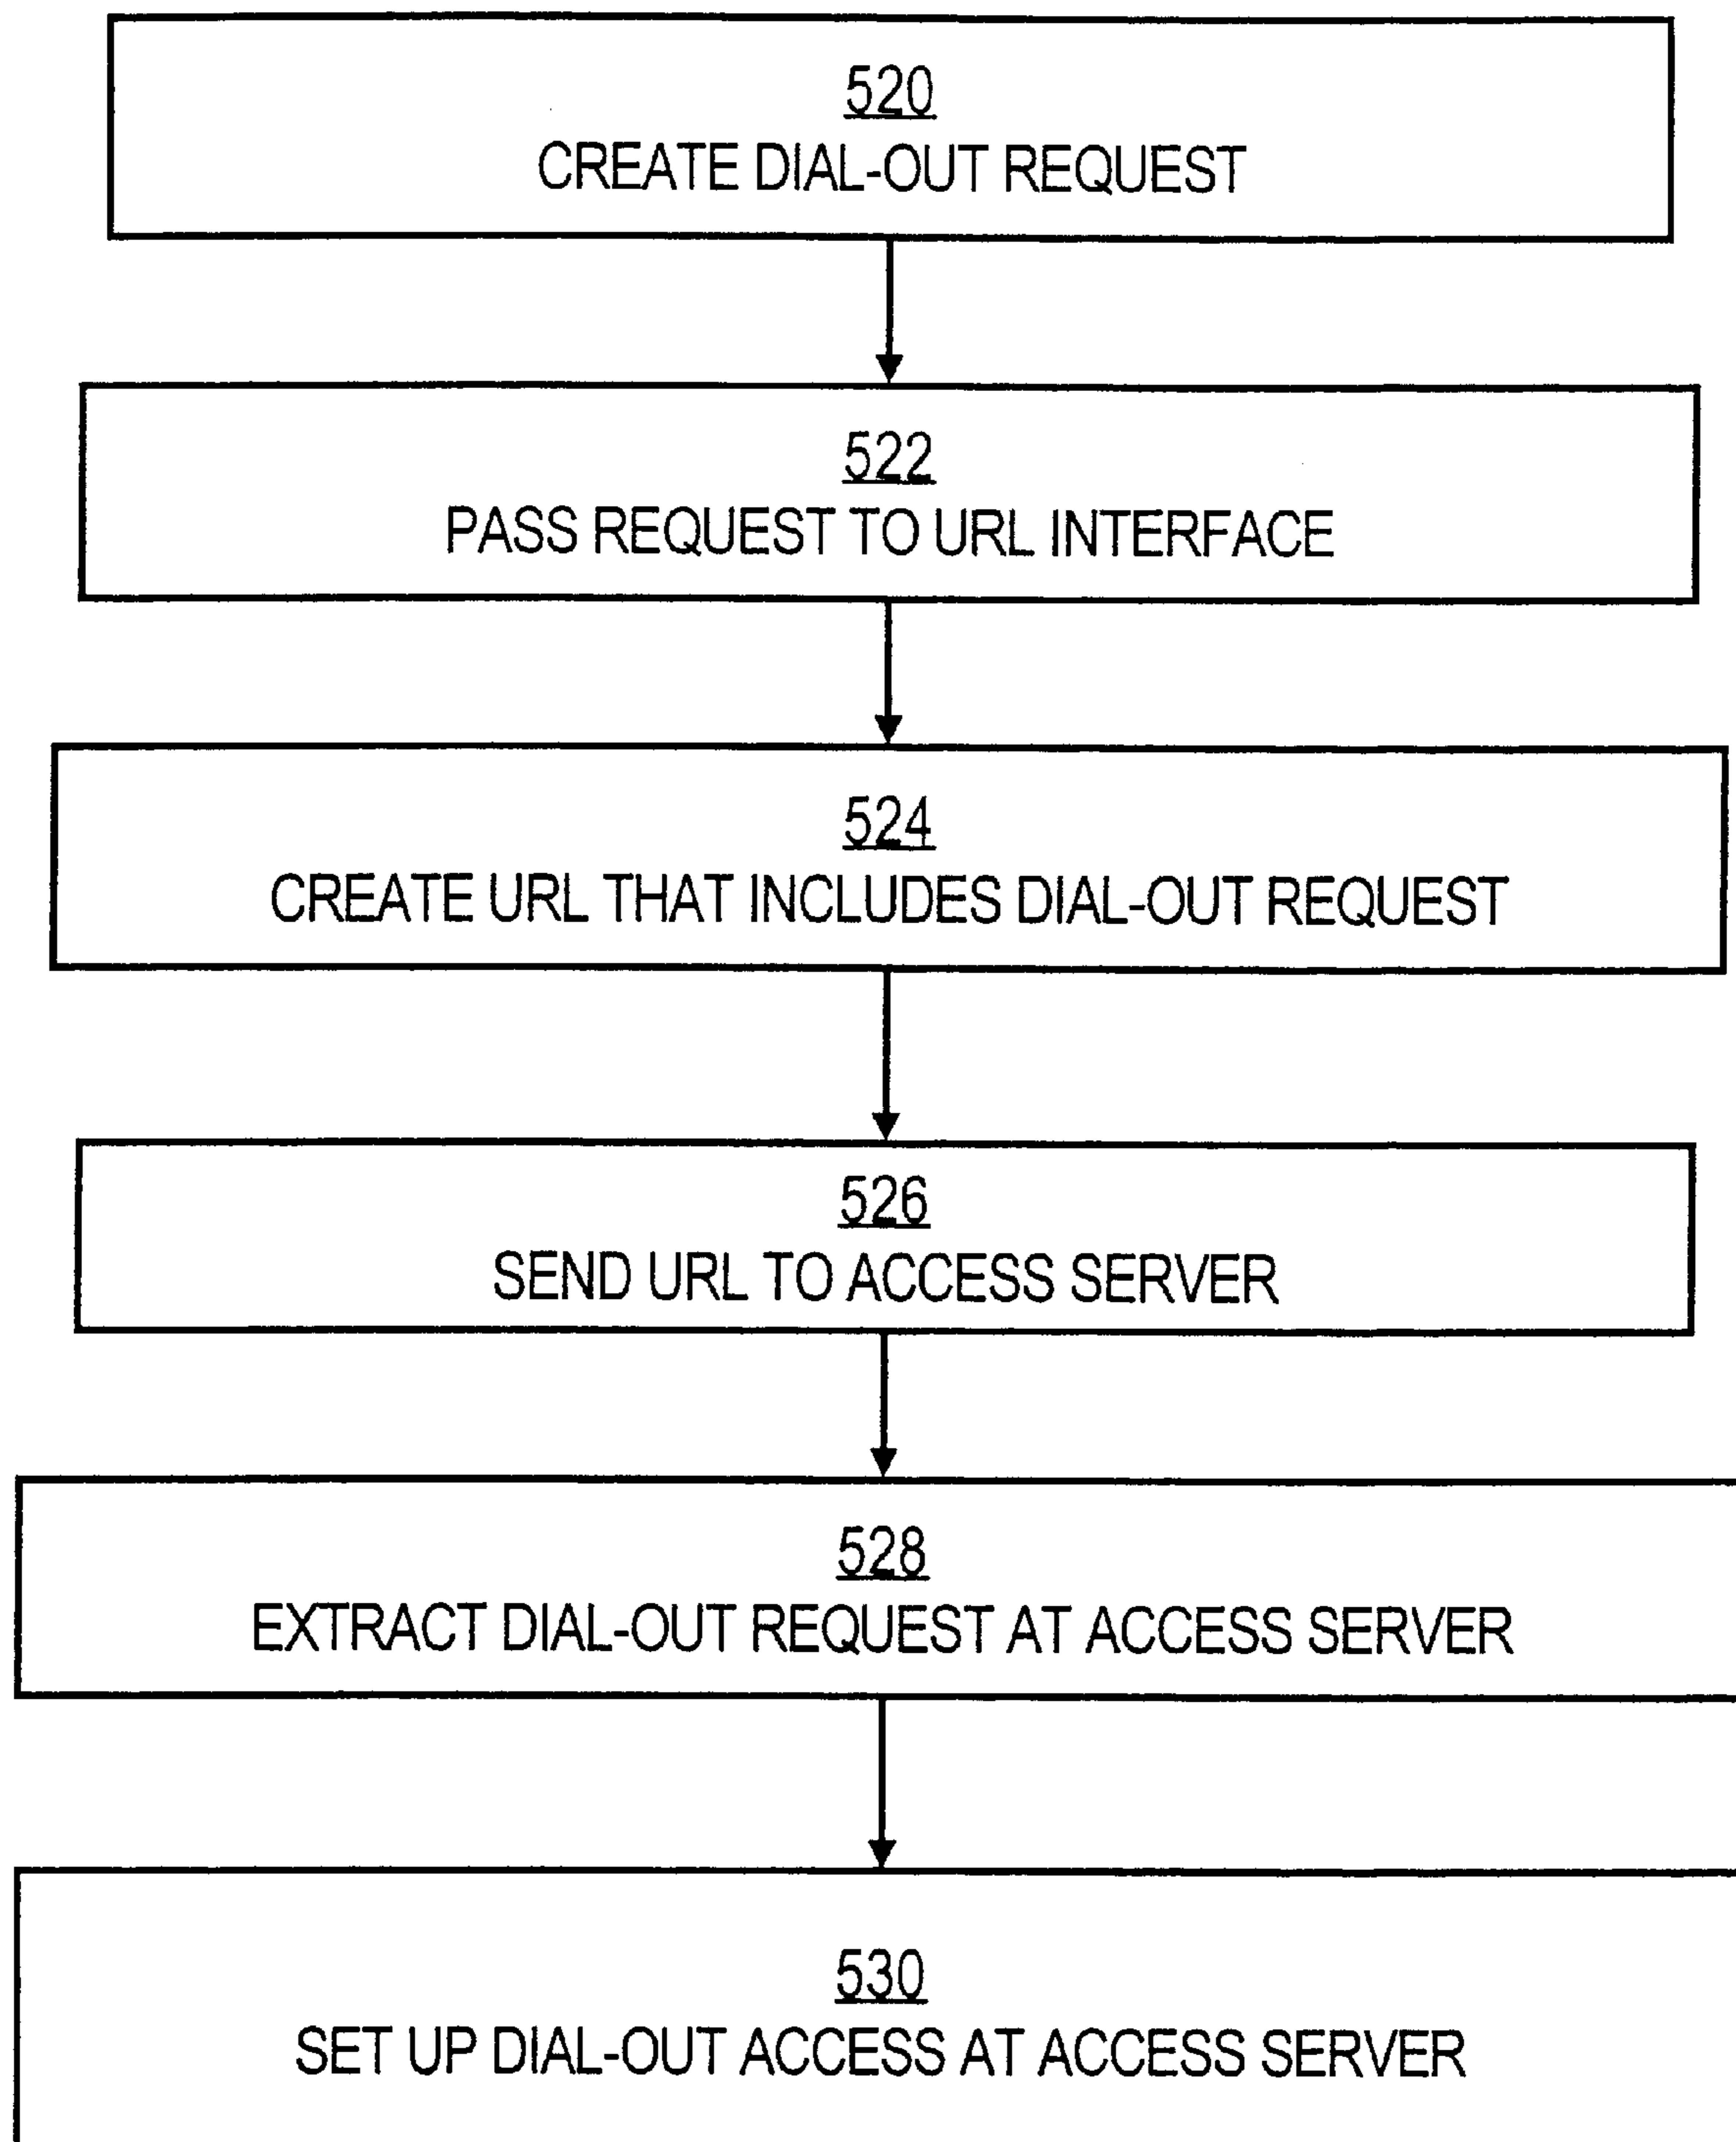 520
CREATE DIAL-OUT REQUEST
522
PASS REQUEST TO URL INTERFACE
524
CREATE URL THAT INCLUDES DIAL-OUT REQUEST
526
SEND URL TO ACCESS SERVER
528
EXTRACT DIAL-OUT REQUEST AT ACCESS SERVER
530
SET UP DIAL-OUT ACCESS AT ACCESS SERVER